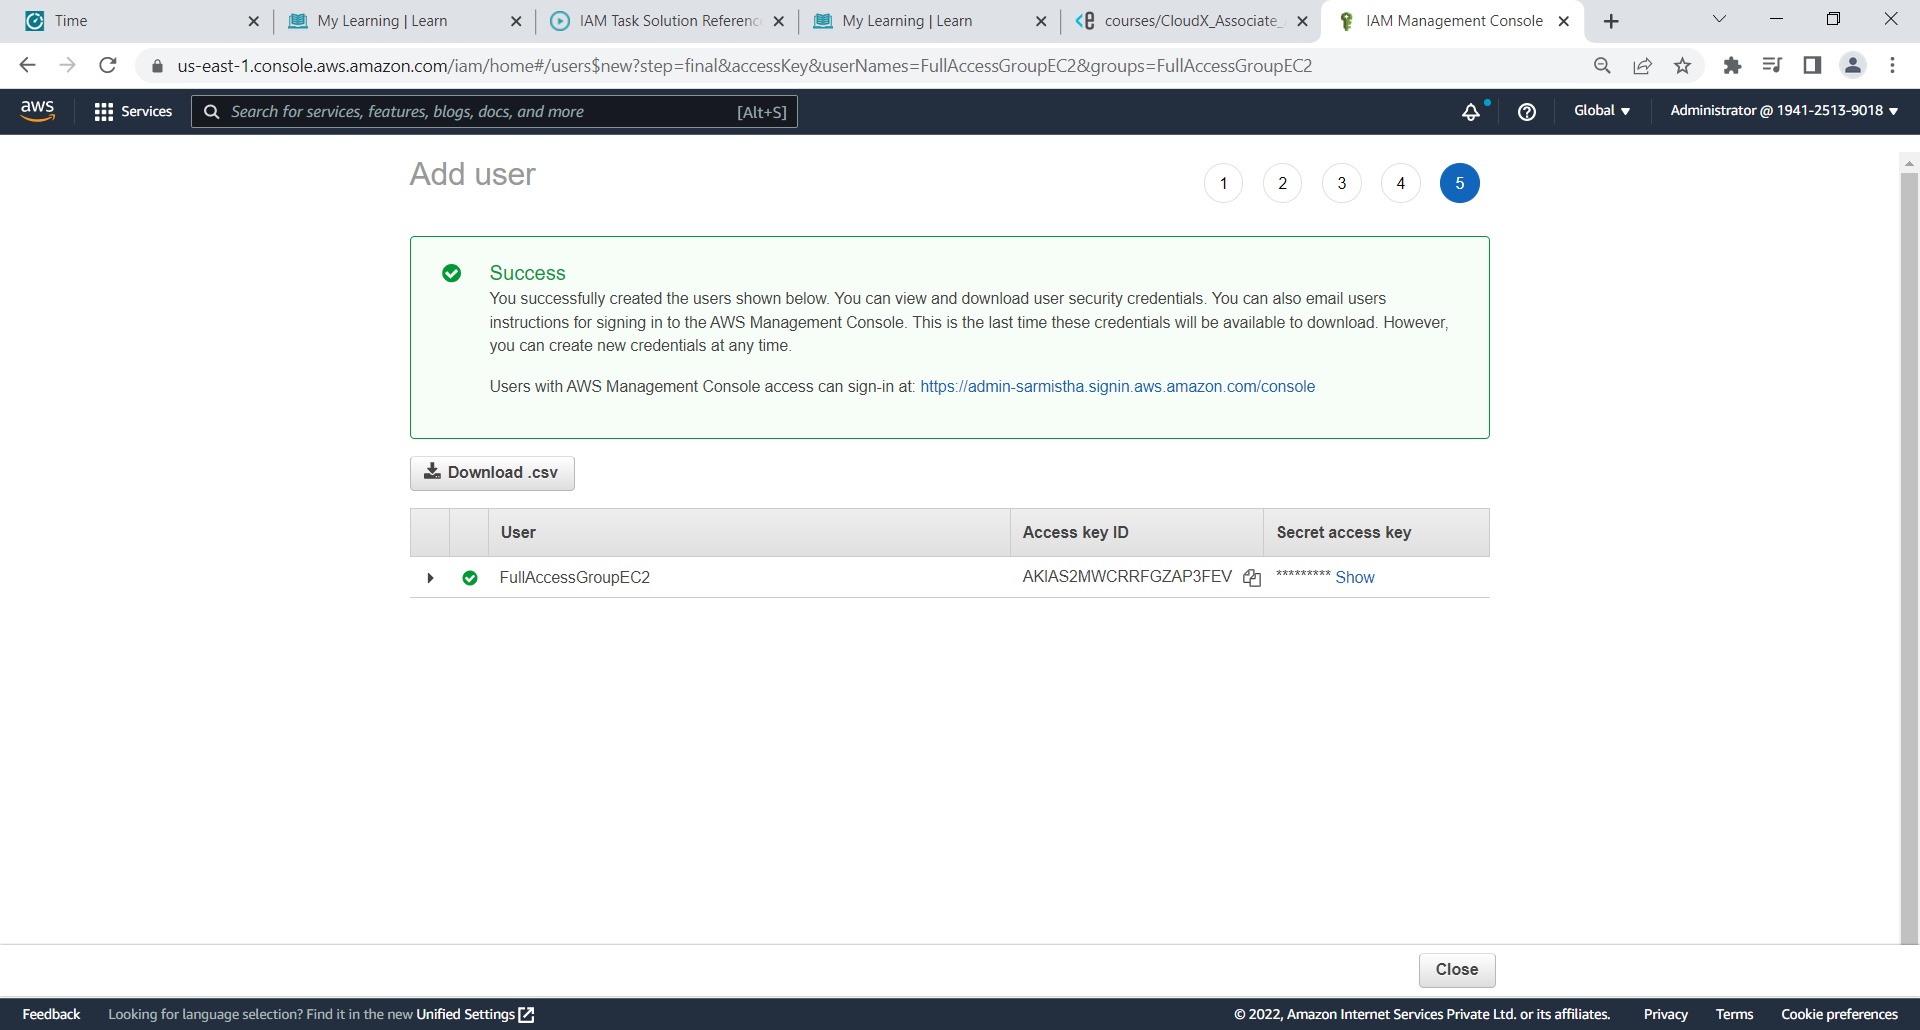 Time
My Learning | Learn
IAM Task Solution Referenc
My Learning | Learn
courses/CloudX_Associate_
IAM Management Console
us-east-1.console.aws.amazon.com/iam/home#/users$new?step=final&accessKey&userNames=FullAccessGroupEC2&groups=FullAccessGroupEC2
aws
Services
Search for services, features, blogs, docs, and more
[Alt+S]
Global
Administrator @ 1941-2513-9018
Add user
1
2
3
4
5
Success
You successfully created the users shown below. You can view and download user security credentials. You can also email users
instructions for signing in to the AWS Management Console. This is the last time these credentials will be available to download. However,
you can create new credentials at any time.
Users with AWS Management Console access can sign-in at: https://admin-sarmistha.signin.aws.amazon.com/console
Download .csv
User
Access key ID
Secret access key
FullAccessGroupEC2
AKIAS2MWCRRFGZAP3FEV
********* Show
Close
Feedback
Looking for language selection? Find it in the new Unified Settings
© 2022, Amazon Internet Services Private Ltd. or its affiliates.
Privacy
Terms
Cookie preferences